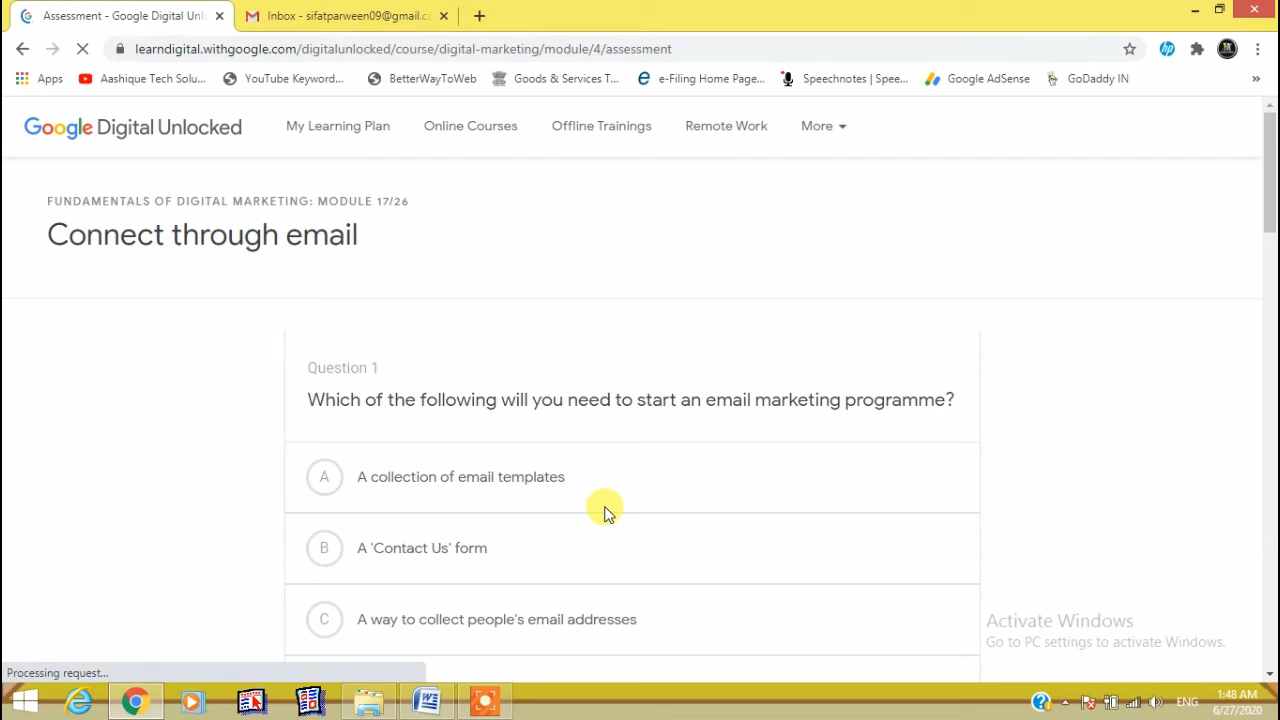 Assessment - Google Digital Unl
Inbox - sifatparween09@gmail.c
learndigital.withgoogle.com/digitalunlocked/course/digital-marketing/module/4/assessment
Apps
Aashique Tech Solu...
YouTube Keyword...
BetterWayToWeb
Goods & Services T...
e-Filing Home Page...
Speechnotes | Spee...
Google AdSense
GoDaddy IN
»
Google Digital Unlocked
My Learning Plan
Online Courses
Offline Trainings
Remote Work
More
FUNDAMENTALS OF DIGITAL MARKETING: MODULE 17/26
Connect through email
Question 1
Which of the following will you need to start an email marketing programme?
A A collection of email templates
B A 'Contact Us' form
C A way to collect people's email addresses
Activate Windows
Go to PC settings to activate Windows.
Processing request...
ENG
1:48 AM
6/27/2020